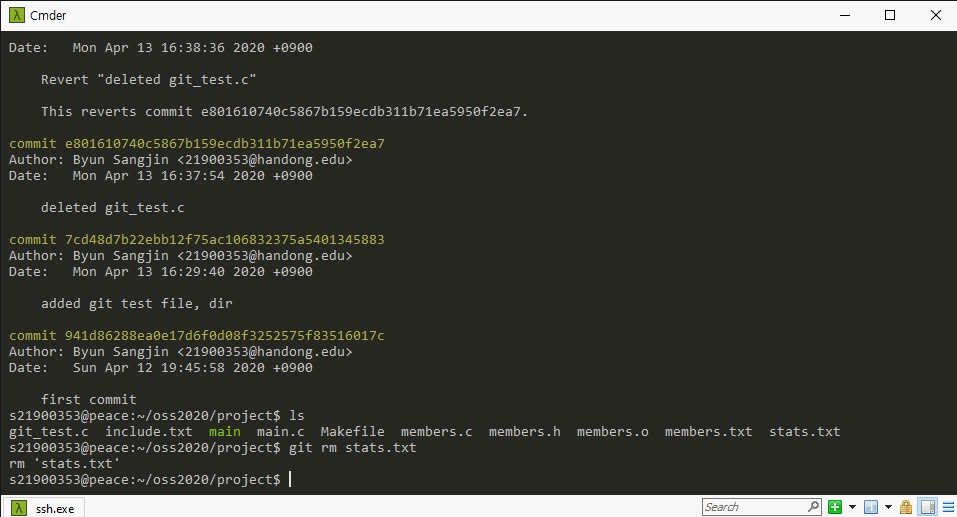 Cmder
Date:   Mon Apr 13 16:38:36 2020 +0900
Revert "deleted git_test.c"
This reverts commit e801610740c5867b159ecdb311b71ea5950f2ea7.
commit e801610740c5867b159ecdb311b71ea5950f2ea7
Author: Byun Sangjin <21900353@handong.edu>
Date:   Mon Apr 13 16:37:54 2020 +0900
deleted git_test.c
commit 7cd48d7b22ebb12f75ac106832375a5401345883
Author: Byun Sangjin <21900353@handong.edu>
Date:   Mon Apr 13 16:29:40 2020 +0900
added git test file, dir
commit 941d86288ea0e17d6f0d08f3252575f83516017c
Author: Byun Sangjin <21900353@handong.edu>
Date:   Sun Apr 12 19:45:58 2020 +0900
first commit
s21900353@peace:~/oss2020/project$ ls
git_test.c  include.txt  main  main.c  Makefile  members.c  members.h  members.o  members.txt  stats.txt
s21900353@peace:~/oss2020/project$ git rm stats.txt
rm 'stats.txt'
s21900353@peace:~/oss2020/project$
ssh.exe
Search